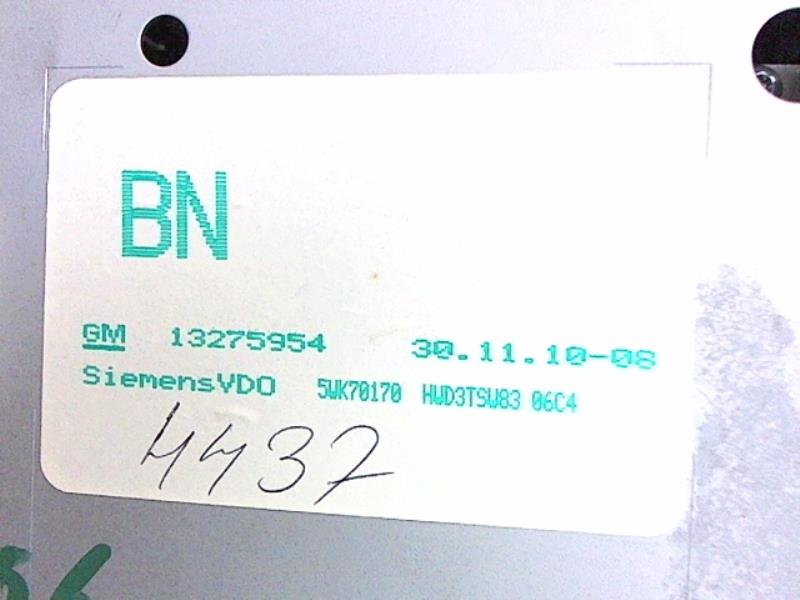 BN
GM 13275954 30.11.10-08
SiemensVDO 5WK70170 HWD3TSW83 06C4
4437